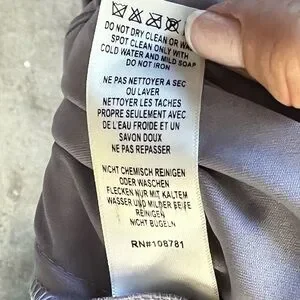 DO NOT DRY CLEAN OR WA
SPOT CLEAN ONLY WITH
COLD WATER AND MILD SOAP
DO NOT IRON
NE PAS NETTOYER A SEC
OU LAVER
NETTOYER LES TACHES
PROPRE SEULEMENT AVEC
DE L'EAU FROIDE ET UN
SAVON DOUX
NE PAS REPASSER
NICHT CHEMISCH REINIGEN
ODER WASCHEN
FLECKEN NUR MIT KALTEM
WASSER UND MILDER SEIFE
REINIGEN
NICHT BÜGELN
RN#108781